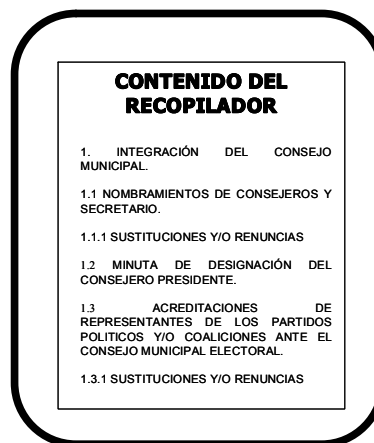 CONTENIDO DEL
RECOPILADOR
1. INTEGRACIÓN DEL CONSEJO
MUNICIPAL.
1.1 NOMBRAMIENTOS DE CONSEJEROS Y
SECRETARIO.
1.1.1 SUSTITUCIONES Y/O RENUNCIAS
1.2 MINUTA DE DESIGNACIÓN DEL
CONSEJERO PRESIDENTE.
1.3 ACREDITACIONES DE
REPRESENTANTES DE LOS PARTIDOS
POLITICOS Y/O COALICIONES ANTE EL
CONSEJO MUNICIPAL ELECTORAL.
1.3.1 SUSTITUCIONES Y/O RENUNCIAS